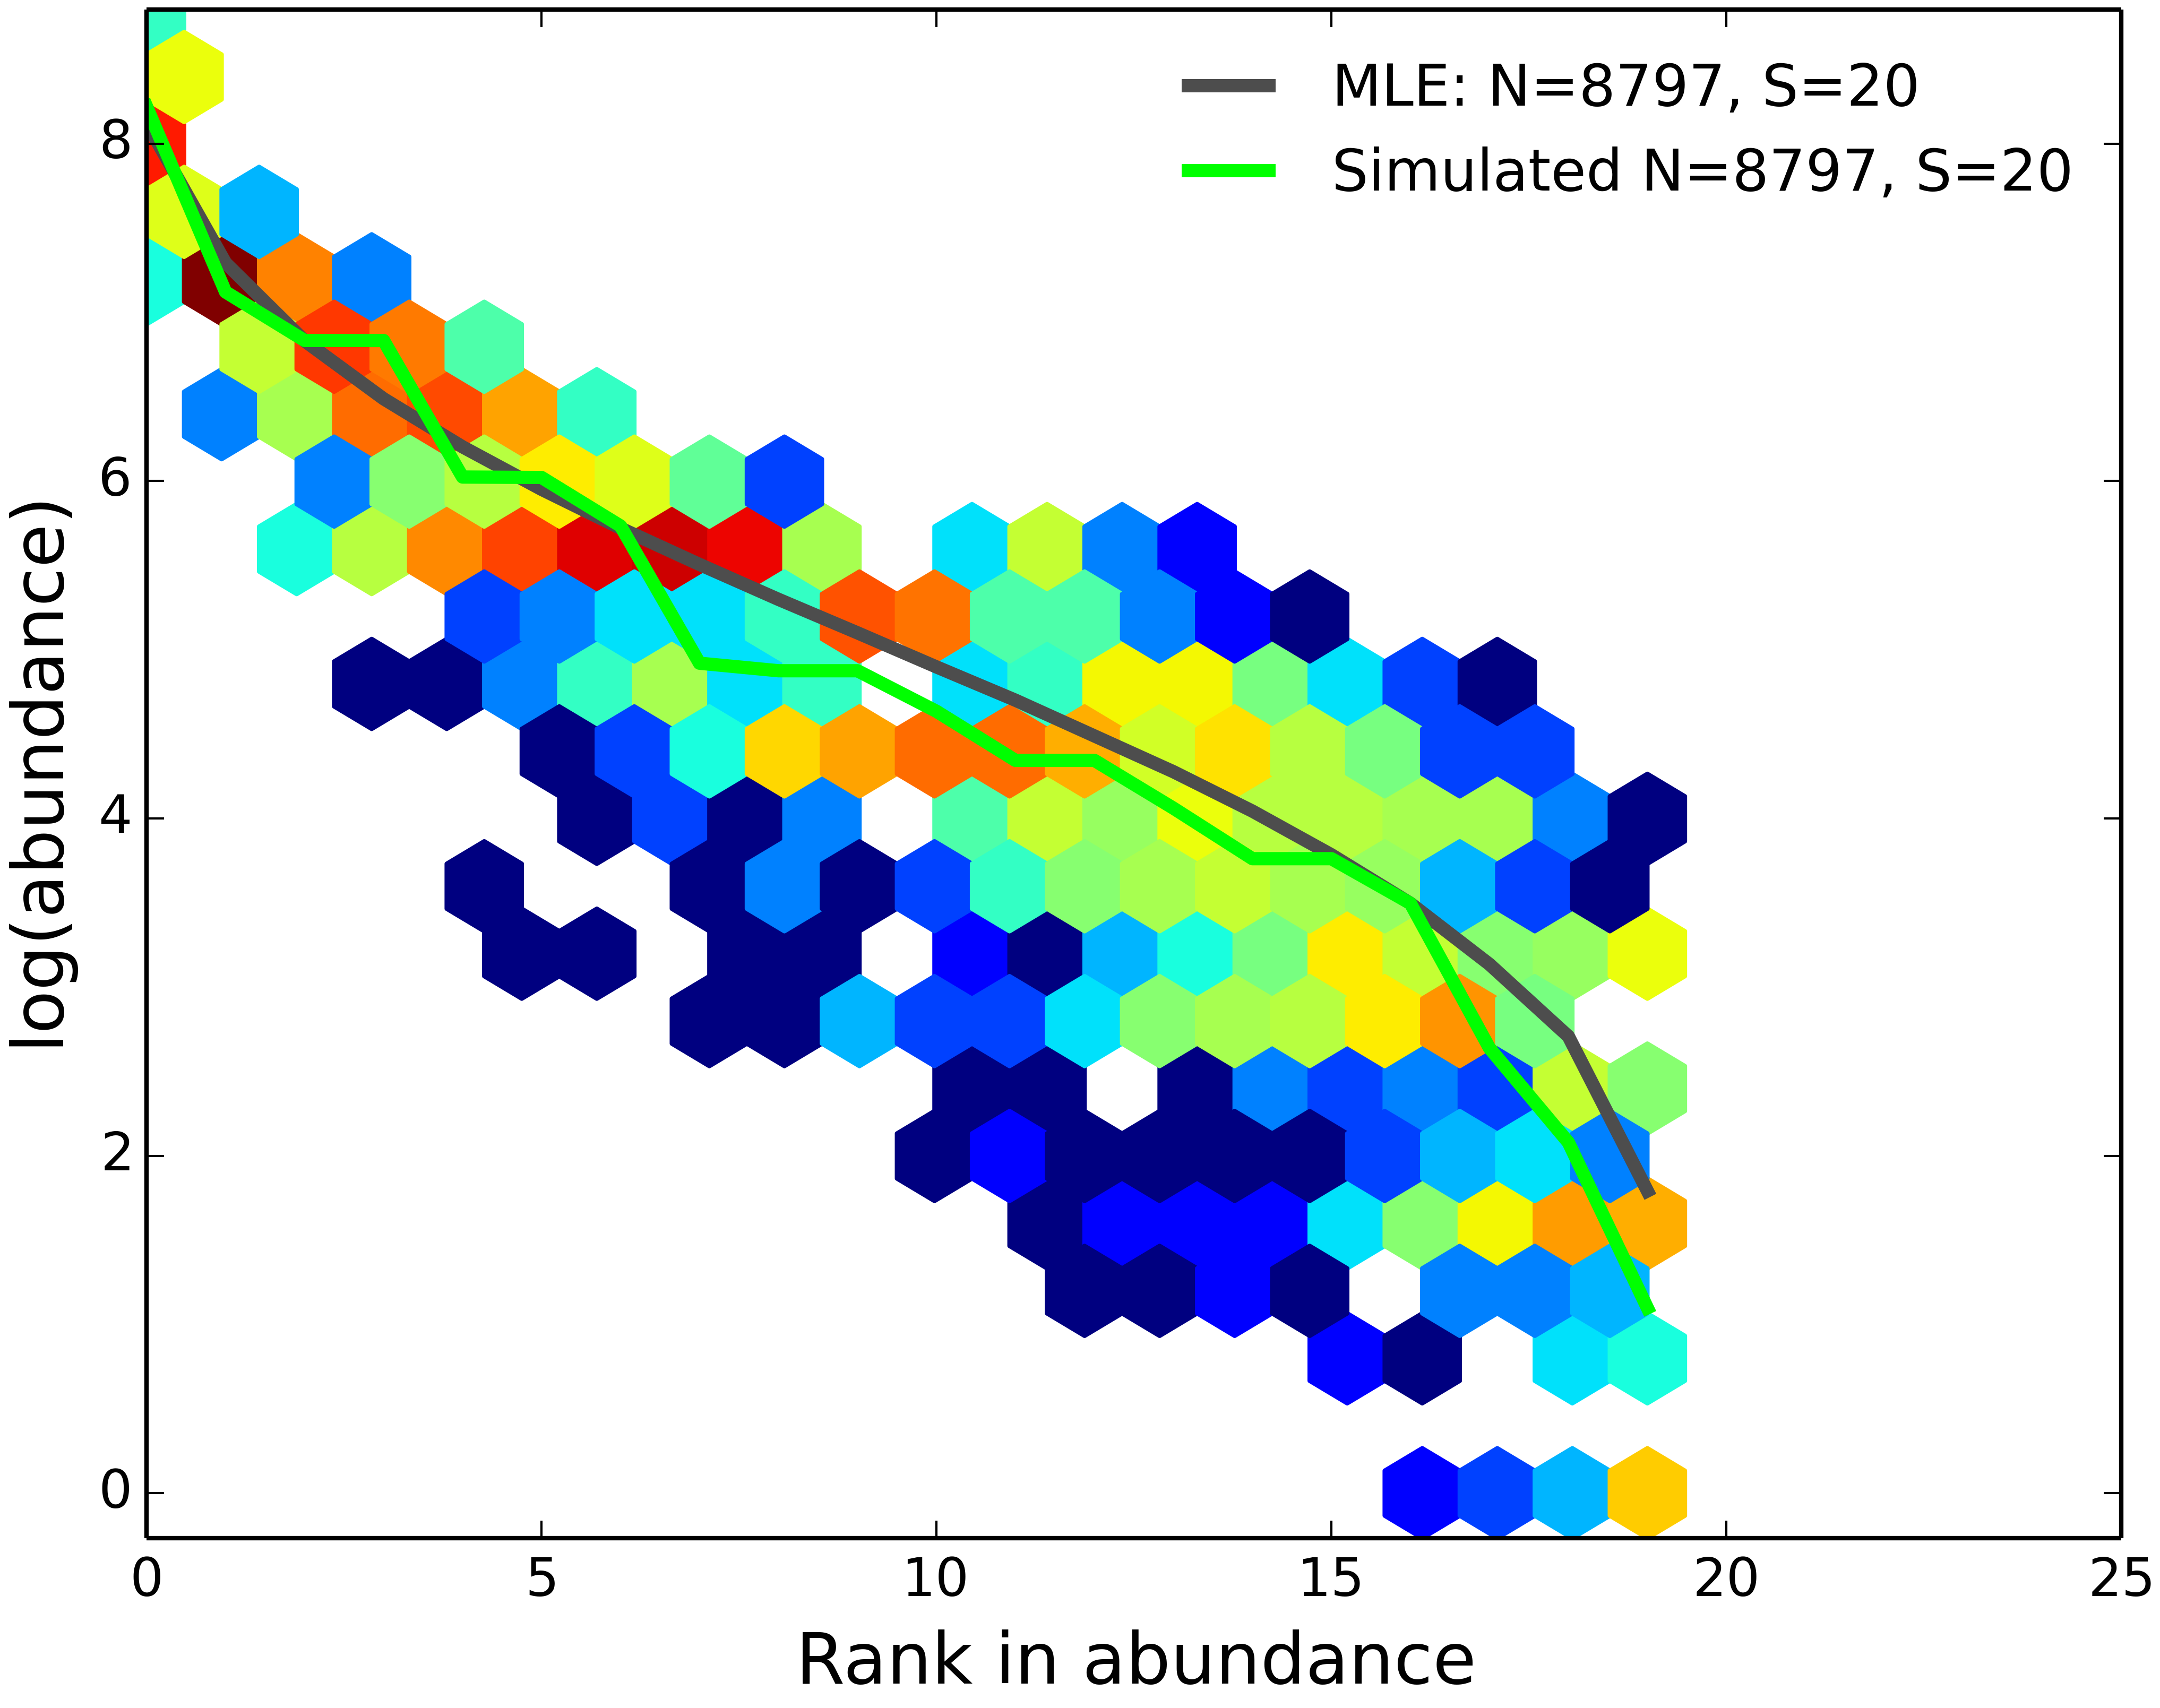 MLE: N=8797, S=20
Simulated N=8797, S=20
log(abundance)
8
6
4
2
0
0 5 10 15 20 25
Rank in abundance